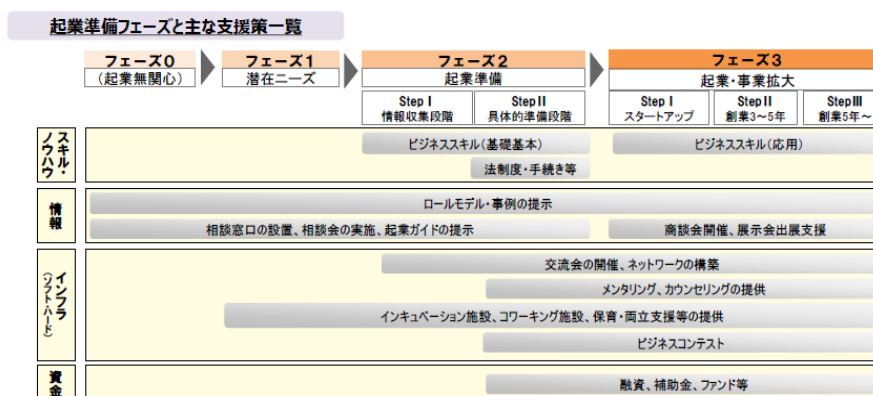 起業準備フェーズと主な支援策一覧
フェーズ0
(起業無関心)
フェーズ1
潜在ニーズ
フェーズ2
起業準備
フェーズ3
起業・事業拡大
Step I
情報収集段階
Step II
具体的準備段階
Step I
スタートアップ
Step II
創業3~5年
Step III
創業5年~
スキル・ノウハウ
ビジネススキル(基礎基本)
ビジネススキル(応用)
法制度・手続き等
情報
ロールモデル・事例の提示
相談窓口の設置、相談会の実施、起業ガイドの提示
商談会開催、展示会出展支援
インフラ
(ソフト・ハード)
交流会の開催、ネットワークの構築
メンタリング、カウンセリングの提供
インキュベーション施設、コワーキング施設、保育・両立支援等の提供
ビジネスコンテスト
資金
融資、補助金、ファンド等